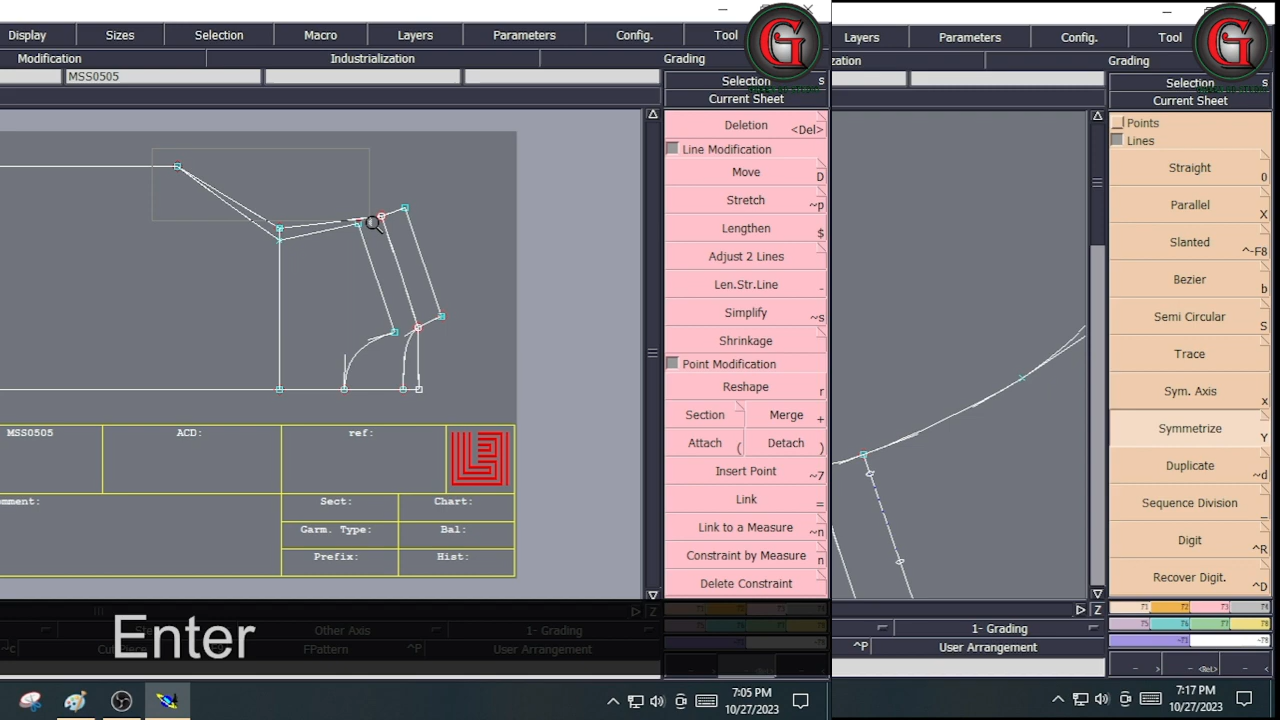 Display Sizes Selection Macro Layers Parameters Config. Tool
Modification Industrialization Grading
MSS0505
Selection s
Current Sheet
Deletion <Del>
Line Modification
Move D
Stretch ~p
Lengthen $
Adjust 2 Lines
Len.Str.Line -
Simplify ~s
Shrinkage
Point Modification
Reshape r
Section Merge +
Attach ( Detach )
Insert Point ~7
Link =
Link to a Measure ~n
Constraint by Measure n
Delete Constraint
MSS0505 ACD: ref:
omment: Sect: Chart:
Garm. Type: Bal:
Prefix: Hist:
Other Axis 1- Grading
FPattern ^P User Arrangement
Enter
7:05 PM
10/27/2023
Layers Parameters Config. Tool
zation Grading
Selection s
Current Sheet
Points
Lines
Straight 0
Parallel X
Slanted ^-F8
Bezier b
Semi Circular
Trace
Sym. Axis x
Symmetrize Y
Duplicate ~d
Sequence Division _
Digit ^R
Recover Digit. ^D
Z
1- Grading
^P User Arrangement
7:17 PM
10/27/2023